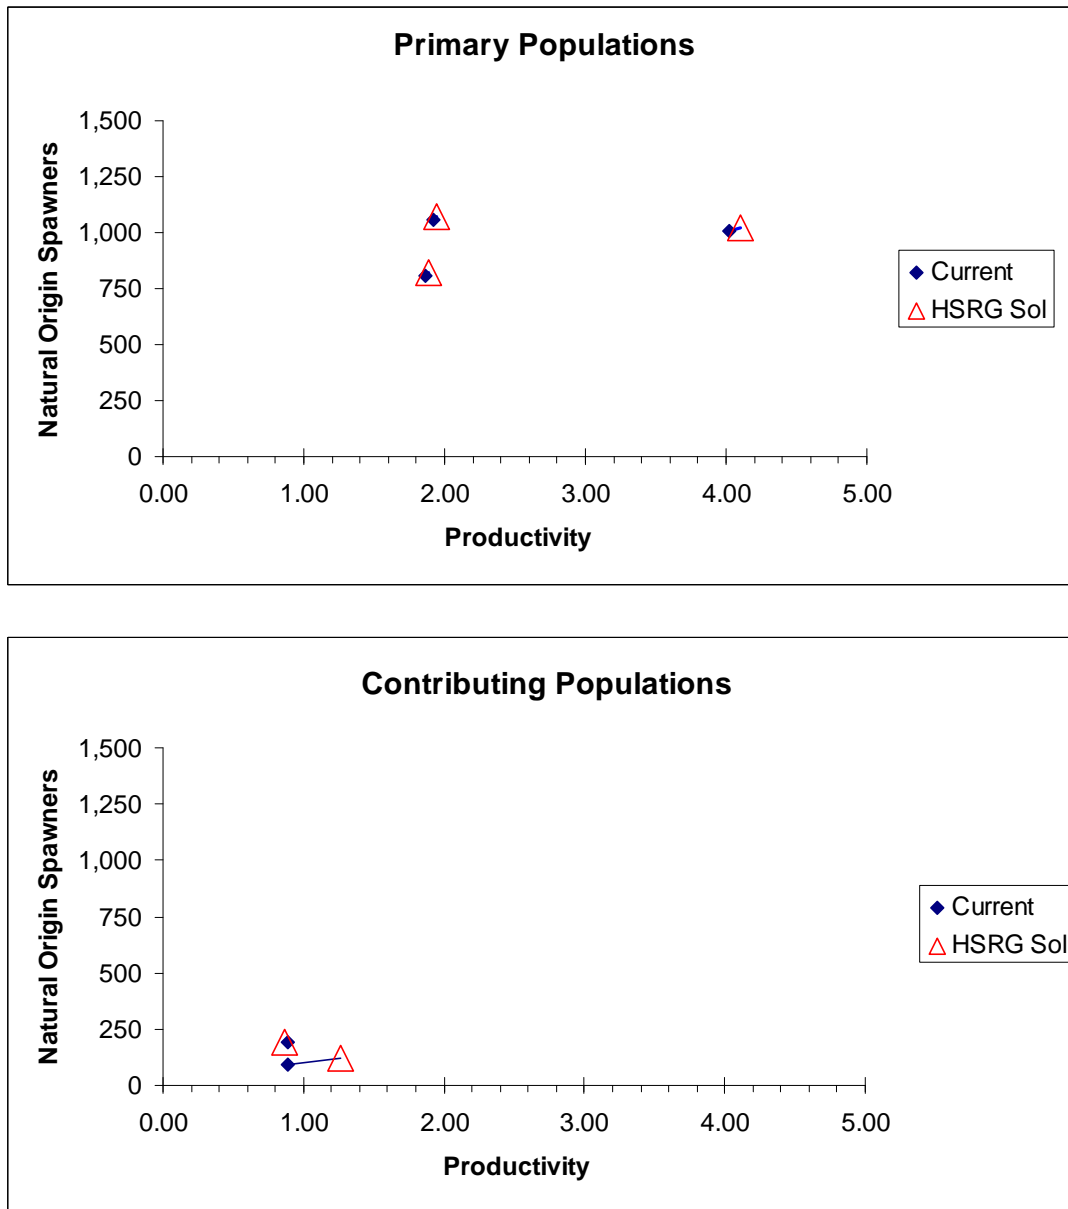 Primary Populations
Natural Origin Spawners
1,500
1,250
1,000
750
500
250
0
0.00 1.00 2.00 3.00 4.00 5.00
Productivity
Current
HSRG Sol
Contributing Populations
Natural Origin Spawners
1,500
1,250
1,000
750
500
250
0
0.00 1.00 2.00 3.00 4.00 5.00
Productivity
Current
HSRG Sol